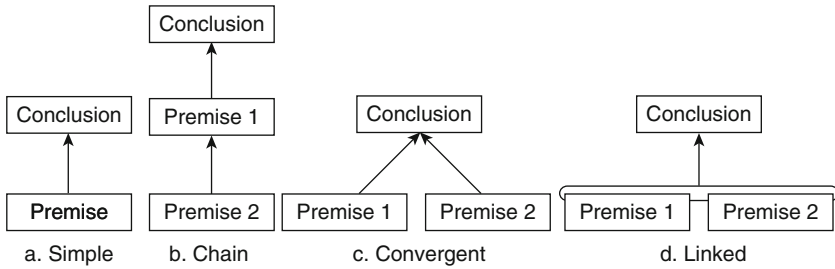 Conclusion
Premise
a. Simple
Conclusion
Premise 1
Premise 2
b. Chain
Conclusion
Premise 1 Premise 2
c. Convergent
Conclusion
Premise 1 Premise 2
d. Linked